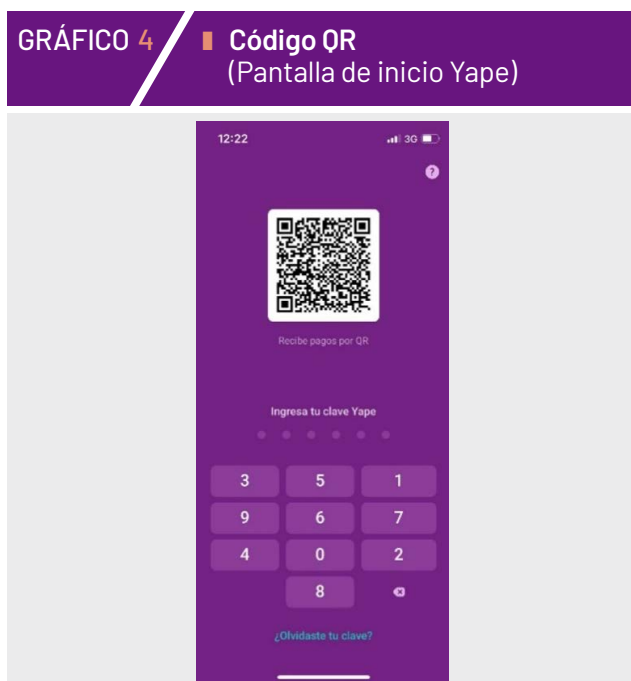 GRÁFICO 4
Código QR
(Pantalla de inicio Yape)
12:22
3G
?
Recibe pagos por QR
Ingresa tu clave Yape
3 5 1
9 6 7
4 0 2
8
¿Olvidaste tu clave?